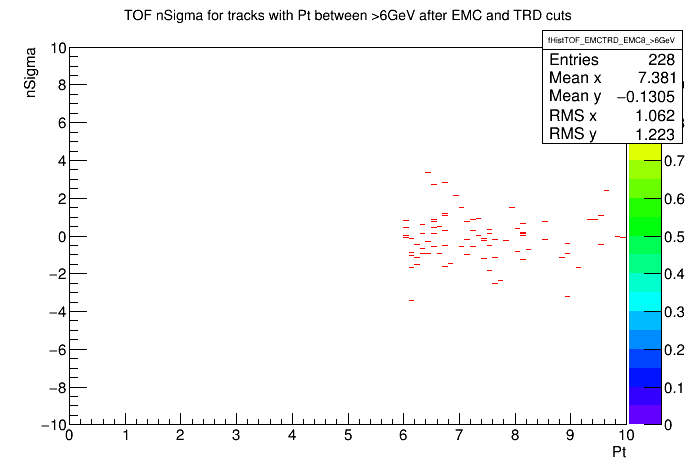 TOF nSigma for tracks with Pt between >6GeV after EMC and TRD cuts
fHistTOF_EMCTRD_EMC8_>6GeV
Entries 228
Mean x 7.381
Mean y −0.1305
RMS x 1.062
RMS y 1.223
nSigma
10
8
6
4
2
0
−2
−4
−6
−8
−10
0 1 2 3 4 5 6 7 8 9 10
Pt
0.7
0.6
0.5
0.4
0.3
0.2
0.1
0